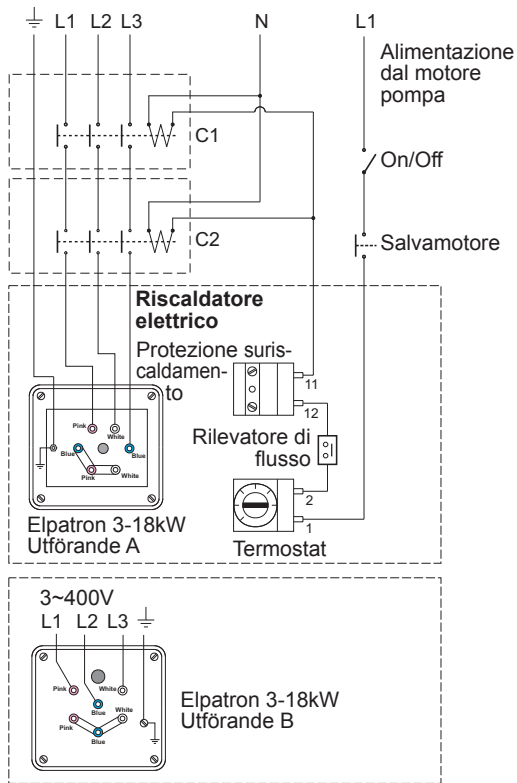 L1 L2 L3 N L1
Alimentazione
dal motore
pompa
C1
On/Off
C2
Salvamotore
Riscaldatore
elettrico
Protezione suris-
caldamen-
to
11
12
Pink
White
Blue
Blue
Pink
White
Rilevatore di
flusso
2
1
Elpatron 3-18kW
Utförande A
Termostat
3~400V
L1 L2 L3
Pink
White
Blue
Pink
White
Blue
Elpatron 3-18kW
Utförande B